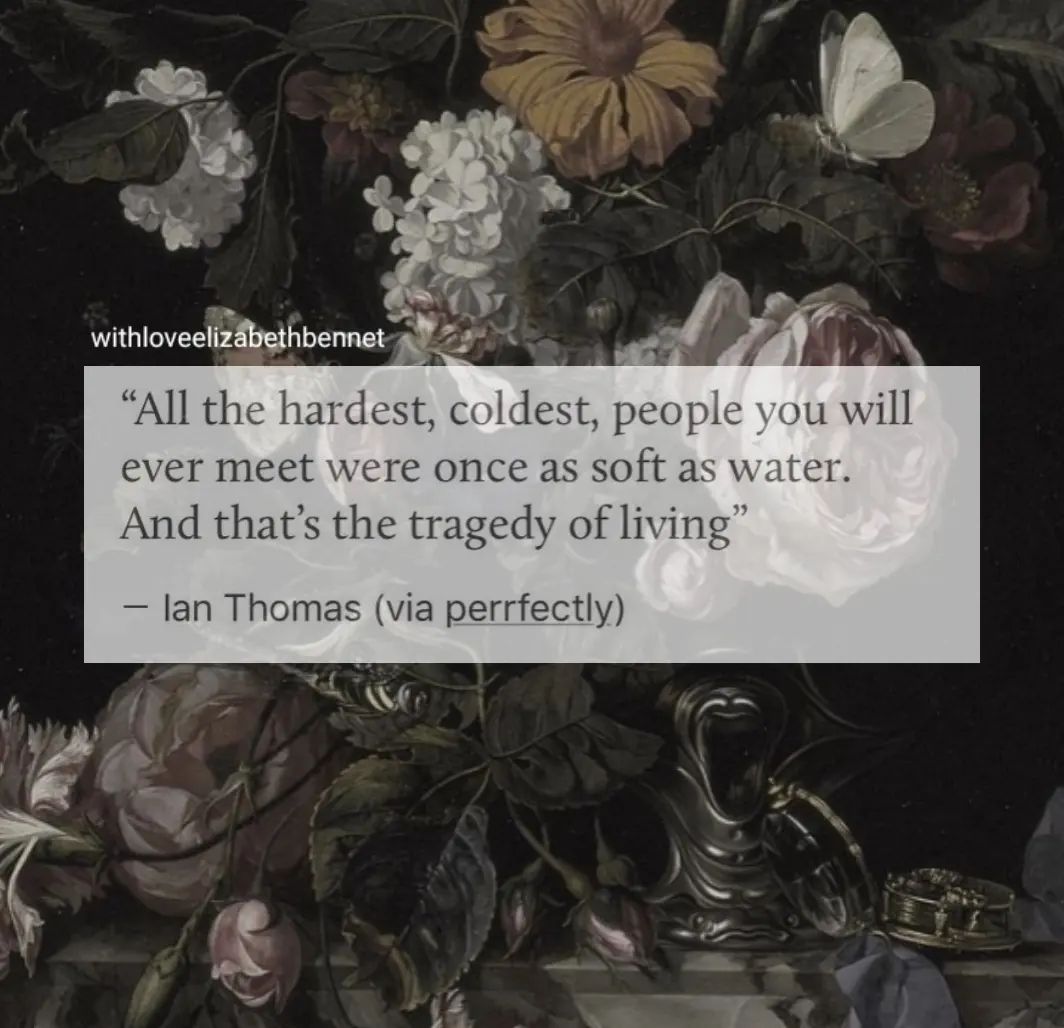 withloveelizabethbennet
“All the hardest, coldest, people you will
ever meet were once as soft as water.
And that’s the tragedy of living”
— Ian Thomas (via perrfectly)